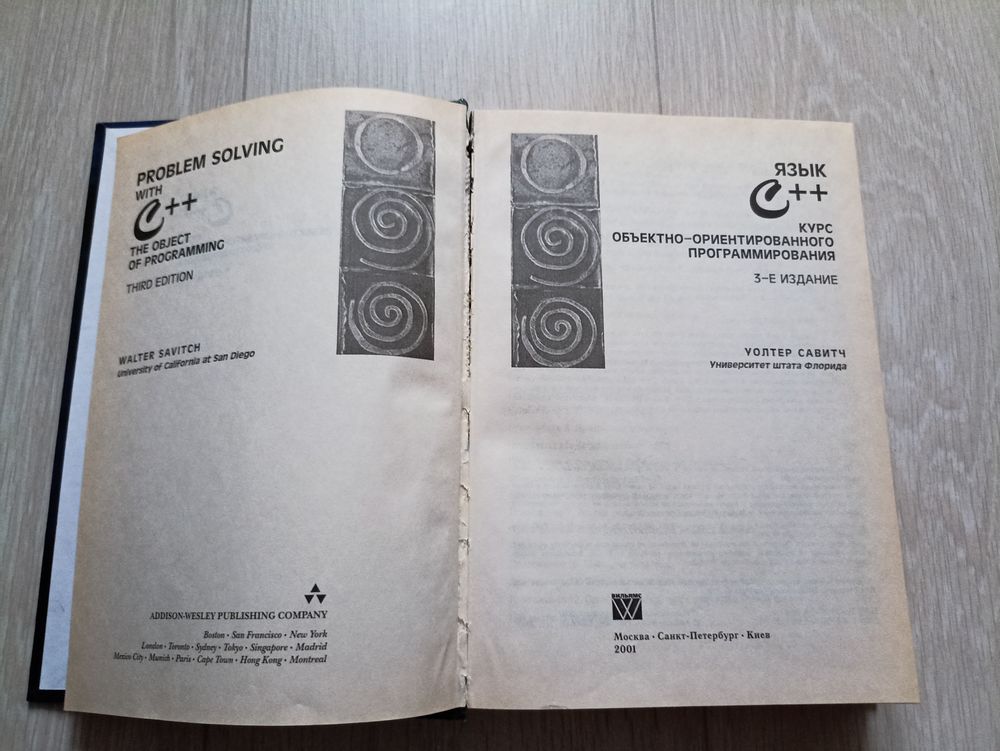 PROBLEM SOLVING
WITH
C++
THE OBJECT
OF PROGRAMMING
THIRD EDITION
WALTER SAVITCH
University of California at San Diego
ADDISON-WESLEY PUBLISHING COMPANY
Boston • San Francisco • New York
London • Toronto • Sydney • Tokyo • Singapore • Madrid
Mexico City • Munich • Paris • Cape Town • Hong Kong • Montreal
ЯЗЫК
C++
КУРС
ОБЪЕКТНО-ОРИЕНТИРОВАННОГО
ПРОГРАММИРОВАНИЯ
3-Е ИЗДАНИЕ
УОЛТЕР САВИТЧ
Университет штата Флорида
ВИЛЬЯМС
Москва • Санкт-Петербург • Киев
2001